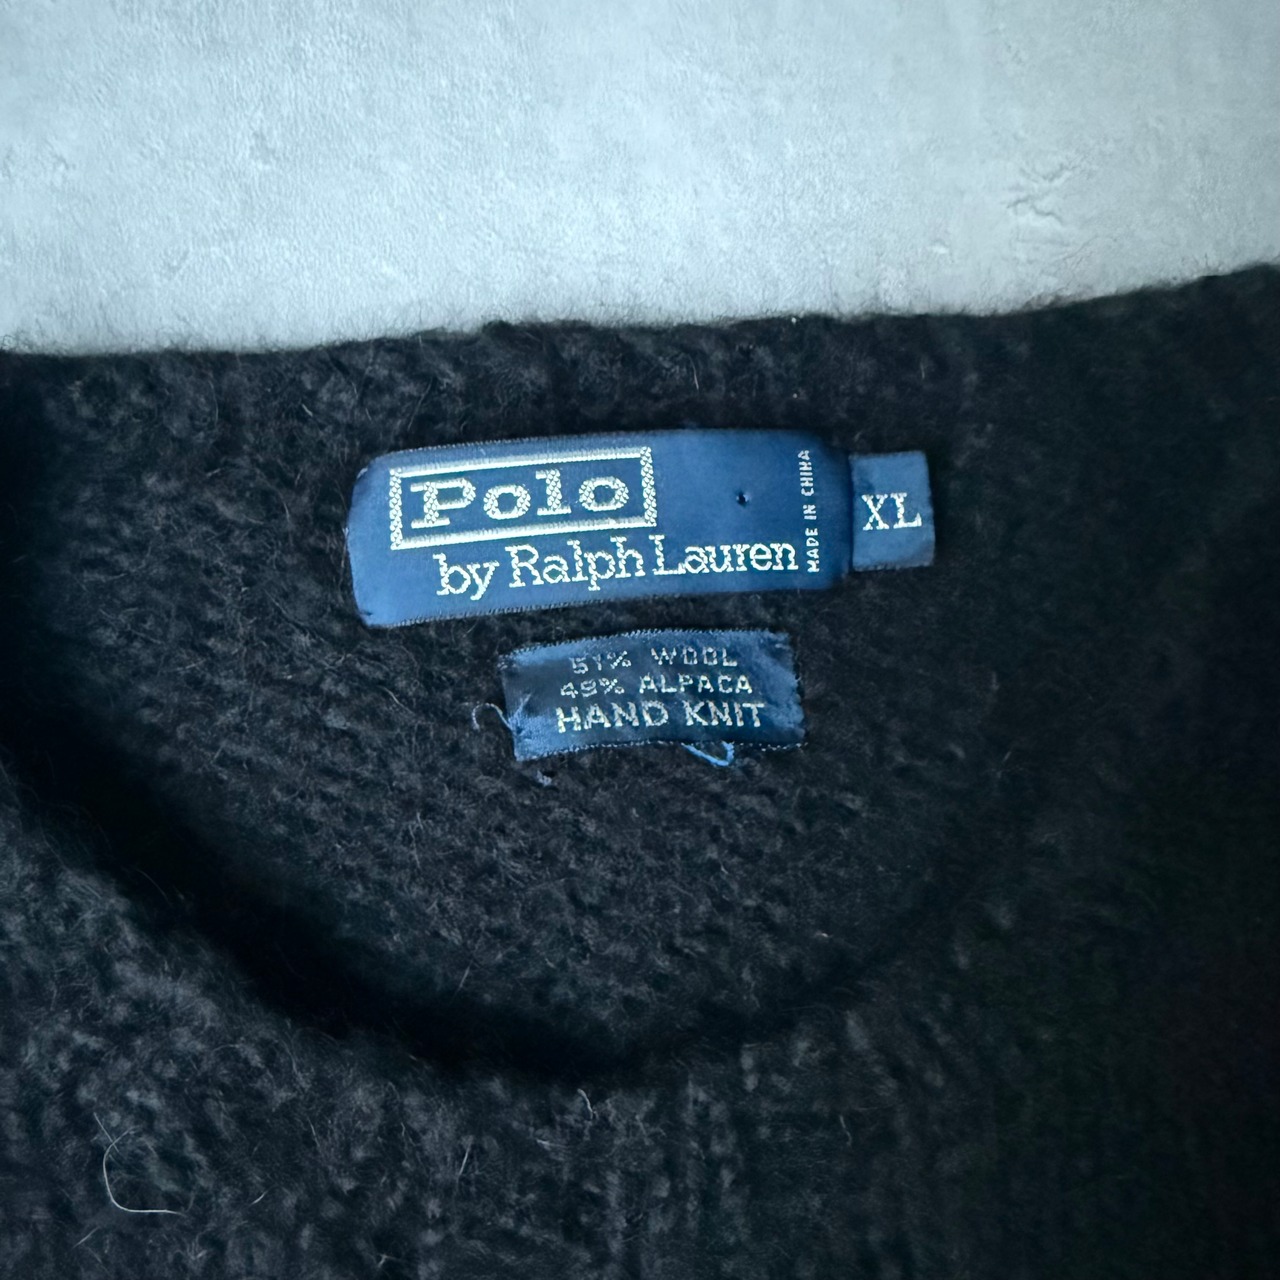 Polo
by Ralph Lauren
MADE IN CHINA
XL
51% WOOL
49% ALPACA
HAND KNIT